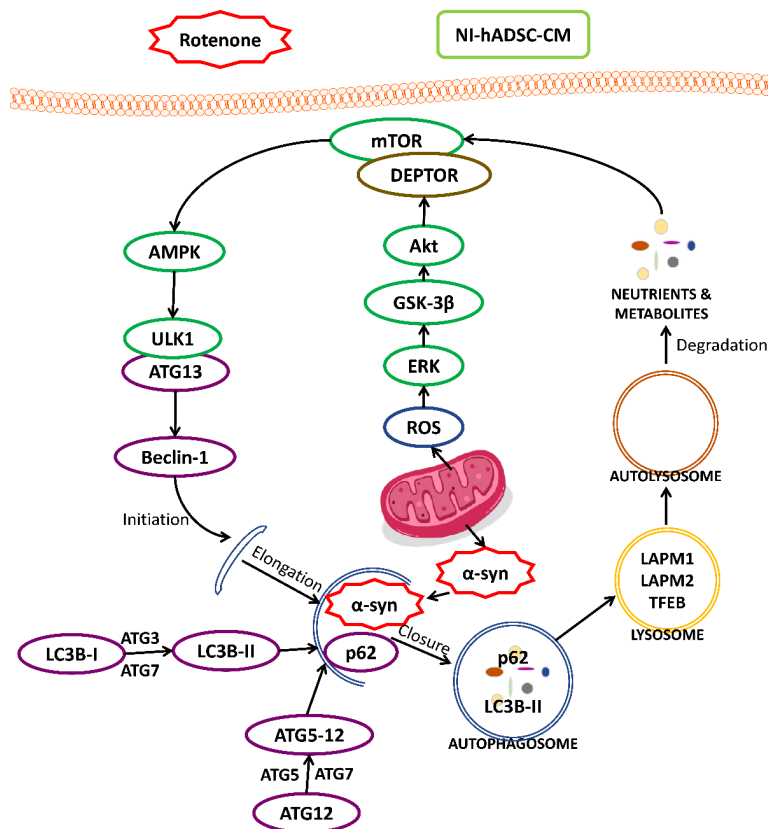 Rotenone
NI-hADSC-CM
mTOR
DEPTOR
AMPK
Akt
NEUTRIENTS &
METABOLITES
GSK-3β
ULK1
ATG13
Degradation
ERK
ROS
Beclin-1
AUTOLYSOSOME
Initiation
Elongation
α-syn
α-syn
LAPM1
LAPM2
TFEB
LYSOSOME
Closure
p62
LC3B-I
ATG3
ATG7
LC3B-II
p62
LC3B-II
AUTOPHAGOSOME
ATG5-12
ATG5
ATG7
ATG12